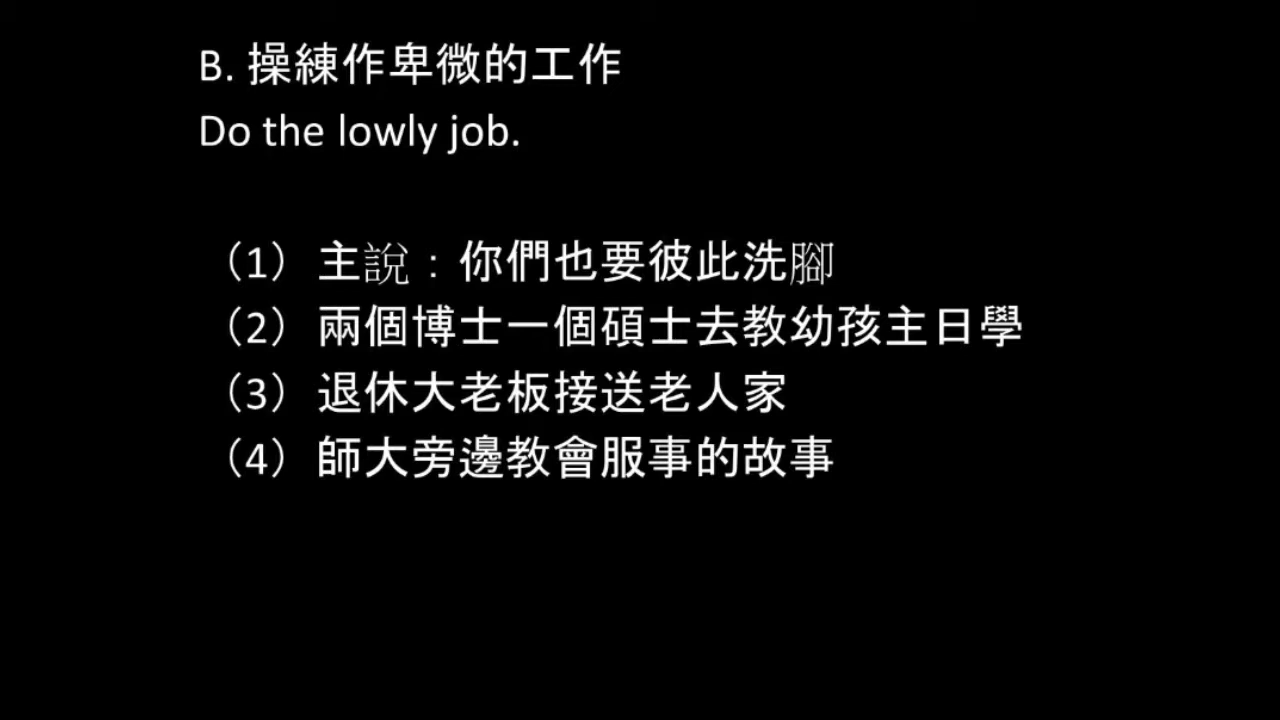 B. 操練作卑微的工作
Do the lowly job.
（1）主說：你們也要彼此洗腳
（2）兩個博士一個碩士去教幼孩主日學
（3）退休大老板接送老人家
（4）師大旁邊教會服事的故事